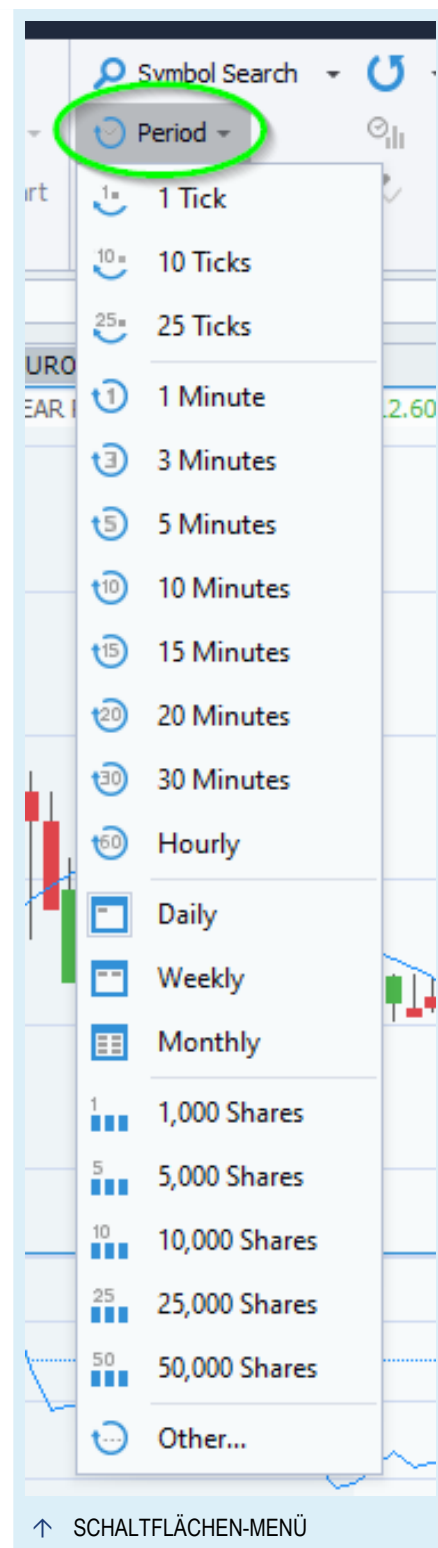 Symbol Search
Period
1 Tick
10 Ticks
25 Ticks
1 Minute
3 Minutes
5 Minutes
10 Minutes
15 Minutes
20 Minutes
30 Minutes
Hourly
Daily
Weekly
Monthly
1,000 Shares
5,000 Shares
10,000 Shares
25,000 Shares
50,000 Shares
Other...
SCHALTFLÄCHEN-MENÜ